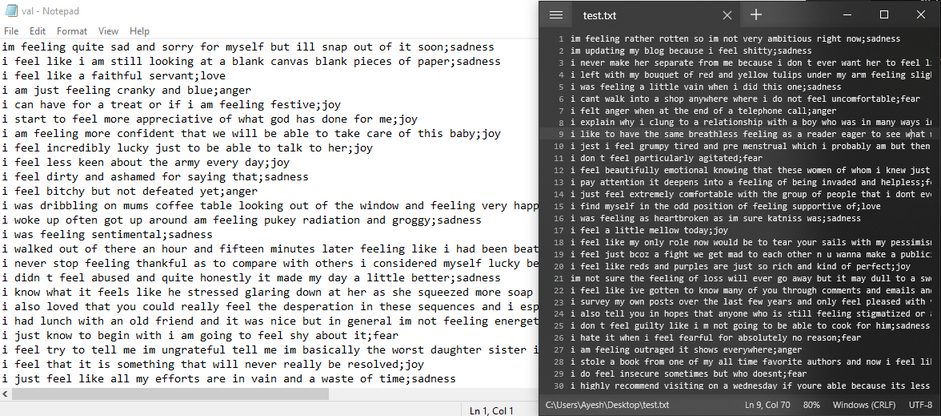 val - Notepad
File Edit Format View Help
im feeling quite sad and sorry for myself but ill snap out of it soon;sadness
i feel like i am still looking at a blank canvas blank pieces of paper;sadness
i feel like a faithful servant;love
i am just feeling cranky and blue;anger
i can have for a treat or if i am feeling festive;joy
i start to feel more appreciative of what god has done for me;joy
i am feeling more confident that we will be able to take care of this baby;joy
i feel incredibly lucky just to be able to talk to her;joy
i feel less keen about the army every day;joy
i feel dirty and ashamed for saying that;sadness
i feel bitchy but not defeated yet;anger
i was dribbling on mums coffee table looking out of the window and feeling very happ
i woke up often got up around am feeling pukey radiation and groggy;sadness
i was feeling sentimental;sadness
i walked out of there an hour and fifteen minutes later feeling like i had been beat
i never stop feeling thankful as to compare with others i considered myself lucky be
i didn t feel abused and quite honestly it made my day a little better;sadness
i know what it feels like he stressed glaring down at her as she squeezed more soap
i also loved that you could really feel the desperation in these sequences and i esp
i had lunch with an old friend and it was nice but in general im not feeling energet
i just know to begin with i am going to feel shy about it;fear
i feel try to tell me im ungrateful tell me im basically the worst daughter sister i
i feel that it is something that will never really be resolved;joy
i just feel like all my efforts are in vain and a waste of time;sadness
Ln 1, Col 1
test.txt
1 im feeling rather rotten so im not very ambitious right now;sadness
2 im updating my blog because i feel shitty;sadness
3 i never make her separate from me because i don t ever want her to feel li
4 i left with my bouquet of red and yellow tulips under my arm feeling sligh
5 i was feeling a little vain when i did this one;sadness
6 i cant walk into a shop anywhere where i do not feel uncomfortable;fear
7 i felt anger when at the end of a telephone call;anger
8 i explain why i clung to a relationship with a boy who was in many ways im
9 i like to have the same breathless feeling as a reader eager to see what w
10 i jest i feel grumpy tired and pre menstrual which i probably am but then
11 i don t feel particularly agitated;fear
12 i feel beautifully emotional knowing that these women of whom i knew just
13 i pay attention it deepens into a feeling of being invaded and helpless;fe
14 i just feel extremely comfortable with the group of people that i dont eve
15 i find myself in the odd position of feeling supportive of;love
16 i was feeling as heartbroken as im sure katniss was;sadness
17 i feel a little mellow today;joy
18 i feel like my only role now would be to tear your sails with my pessimism
19 i feel just bcoz a fight we get mad to each other n u wanna make a public
20 i feel like reds and purples are just so rich and kind of perfect;joy
21 im not sure the feeling of loss will ever go away but it may dull to a swe
22 i feel like ive gotten to know many of you through comments and emails and
23 i survey my own posts over the last few years and only feel pleased with v
24 i also tell you in hopes that anyone who is still feeling stigmatized or a
25 i don t feel guilty like i m not going to be able to cook for him;sadness
26 i hate it when i feel fearful for absolutely no reason;fear
27 i am feeling outraged it shows everywhere;anger
28 i stole a book from one of my all time favorite authors and now i feel lik
29 i do feel insecure sometimes but who doesnt;fear
30 i highly recommend visiting on a wednesday if youre able because its less
C:\Users\Ayesh\Desktop\test.txt Ln 9, Col 70 80% Windows (CRLF) UTF-8